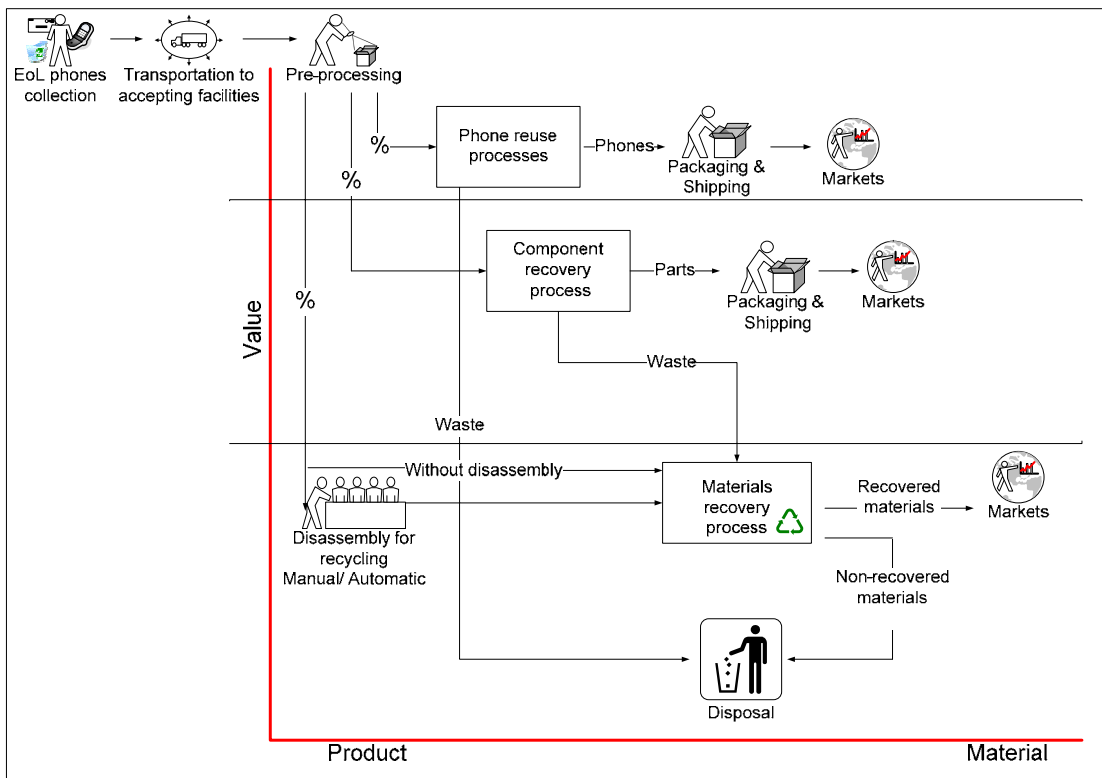 EoL phones
collection
Transportation to
accepting facilities
Pre-processing
%
%
%
Phone reuse
processes
Phones
Packaging &
Shipping
Markets
Component
recovery
process
Parts
Packaging &
Shipping
Markets
Value
Waste
Waste
Without disassembly
Disassembly for
recycling
Manual/ Automatic
Materials
recovery
process
Recovered
materials
Markets
Non-recovered
materials
Disposal
Product
Material